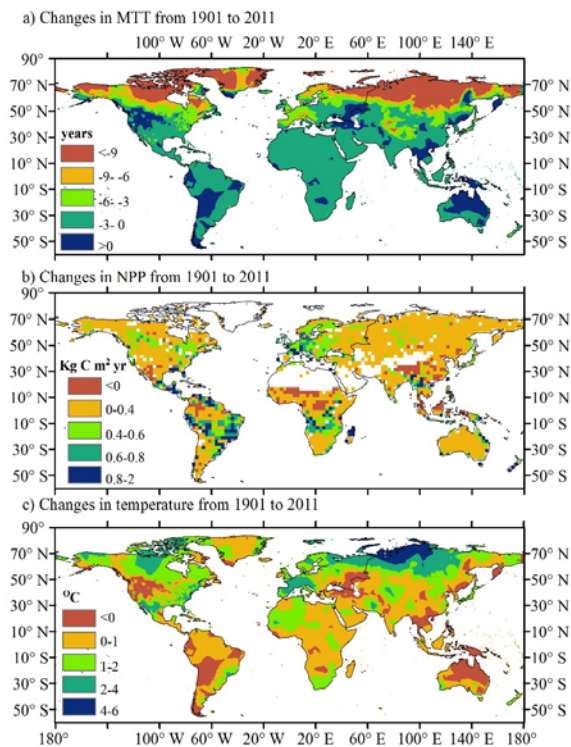 a) Changes in MTT from 1901 to 2011
100° W 60° W 20° W 20° E 60° E 100° E 140° E
90°
70° N 70° N
50° N 50° N
30° N 30° N
10° N 10° N
10° S 10° S
30° S 30° S
50° S 50° S
years
<-9
-9- -6
-6- -3
-3- 0
>0
b) Changes in NPP from 1901 to 2011
90°
70° N 70° N
50° N 50° N
30° N 30° N
10° N 10° N
10° S 10° S
30° S 30° S
50° S 50° S
Kg C m² yr⁻
<0
0-0.4
0.4-0.6
0.6-0.8
0.8-2
c) Changes in temperature from 1901 to 2011
90°
70° N 70° N
50° N 50° N
30° N 30° N
10° N 10° N
10° S 10° S
30° S 30° S
50° S 50° S
°C
<0
0-1
1-2
2-4
4-6
180° 100° W 60° W 20° W 20° E 60° E 100° E 140° E 180°